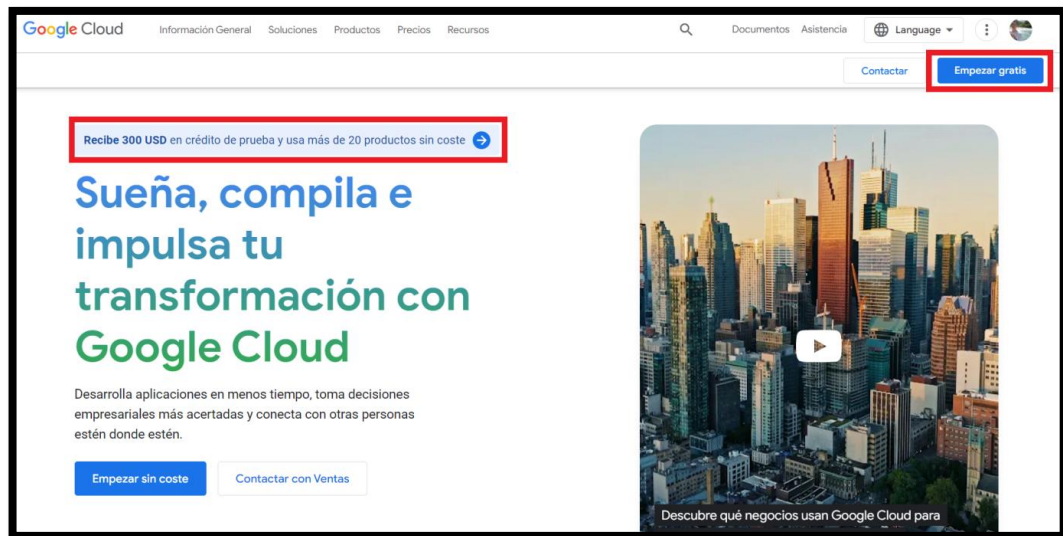 Google Cloud Información General Soluciones Productos Precios Recursos Documentos Asistencia Language
Contactar Empezar gratis
Recibe 300 USD en crédito de prueba y usa más de 20 productos sin coste
Sueña, compila e
impulsa tu
transformación con
Google Cloud
Desarrolla aplicaciones en menos tiempo, toma decisiones
empresariales más acertadas y conecta con otras personas
estén donde estén.
Empezar sin coste Contactar con Ventas
Descubre qué negocios usan Google Cloud para